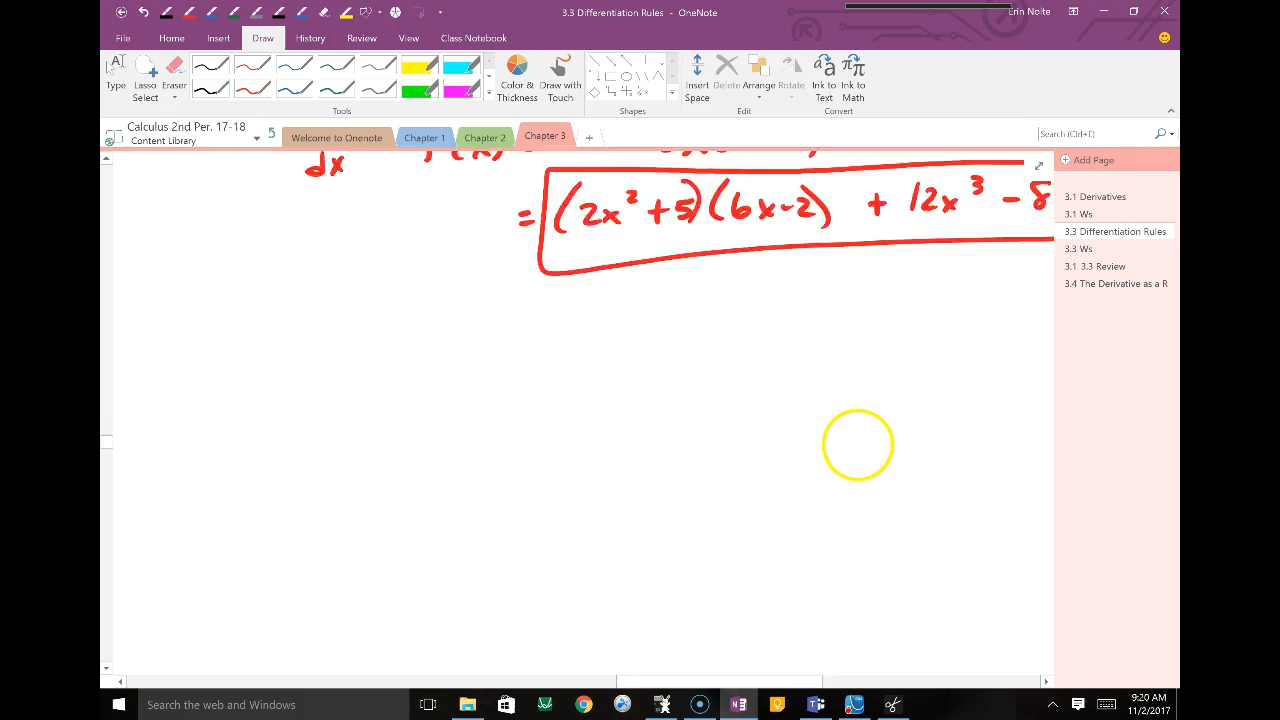 3.3 Differentiation Rules - OneNote
Erin Nolte
File Home Insert Draw History Review View Class Notebook
Type
Lasso Select
Eraser
Tools
Color & Thickness
Draw with Touch
Shapes
Insert Space
Delete
Arrange
Rotate
Edit
Ink to Text
Ink to Math
Convert
Calculus 2nd Per. 17-18
Content Library
Welcome to Onenote
Chapter 1
Chapter 2
Chapter 3
Search (Ctrl+E)
Add Page
3.1 Derivatives
3.1 Ws
3.3 Differentiation Rules
3.3 Ws
3.1 3.3 Review
3.4 The Derivative as a R
dx
= (2x² + 5)(6x - 2) + 12x³ - 8
Search the web and Windows
9:20 AM
11/2/2017